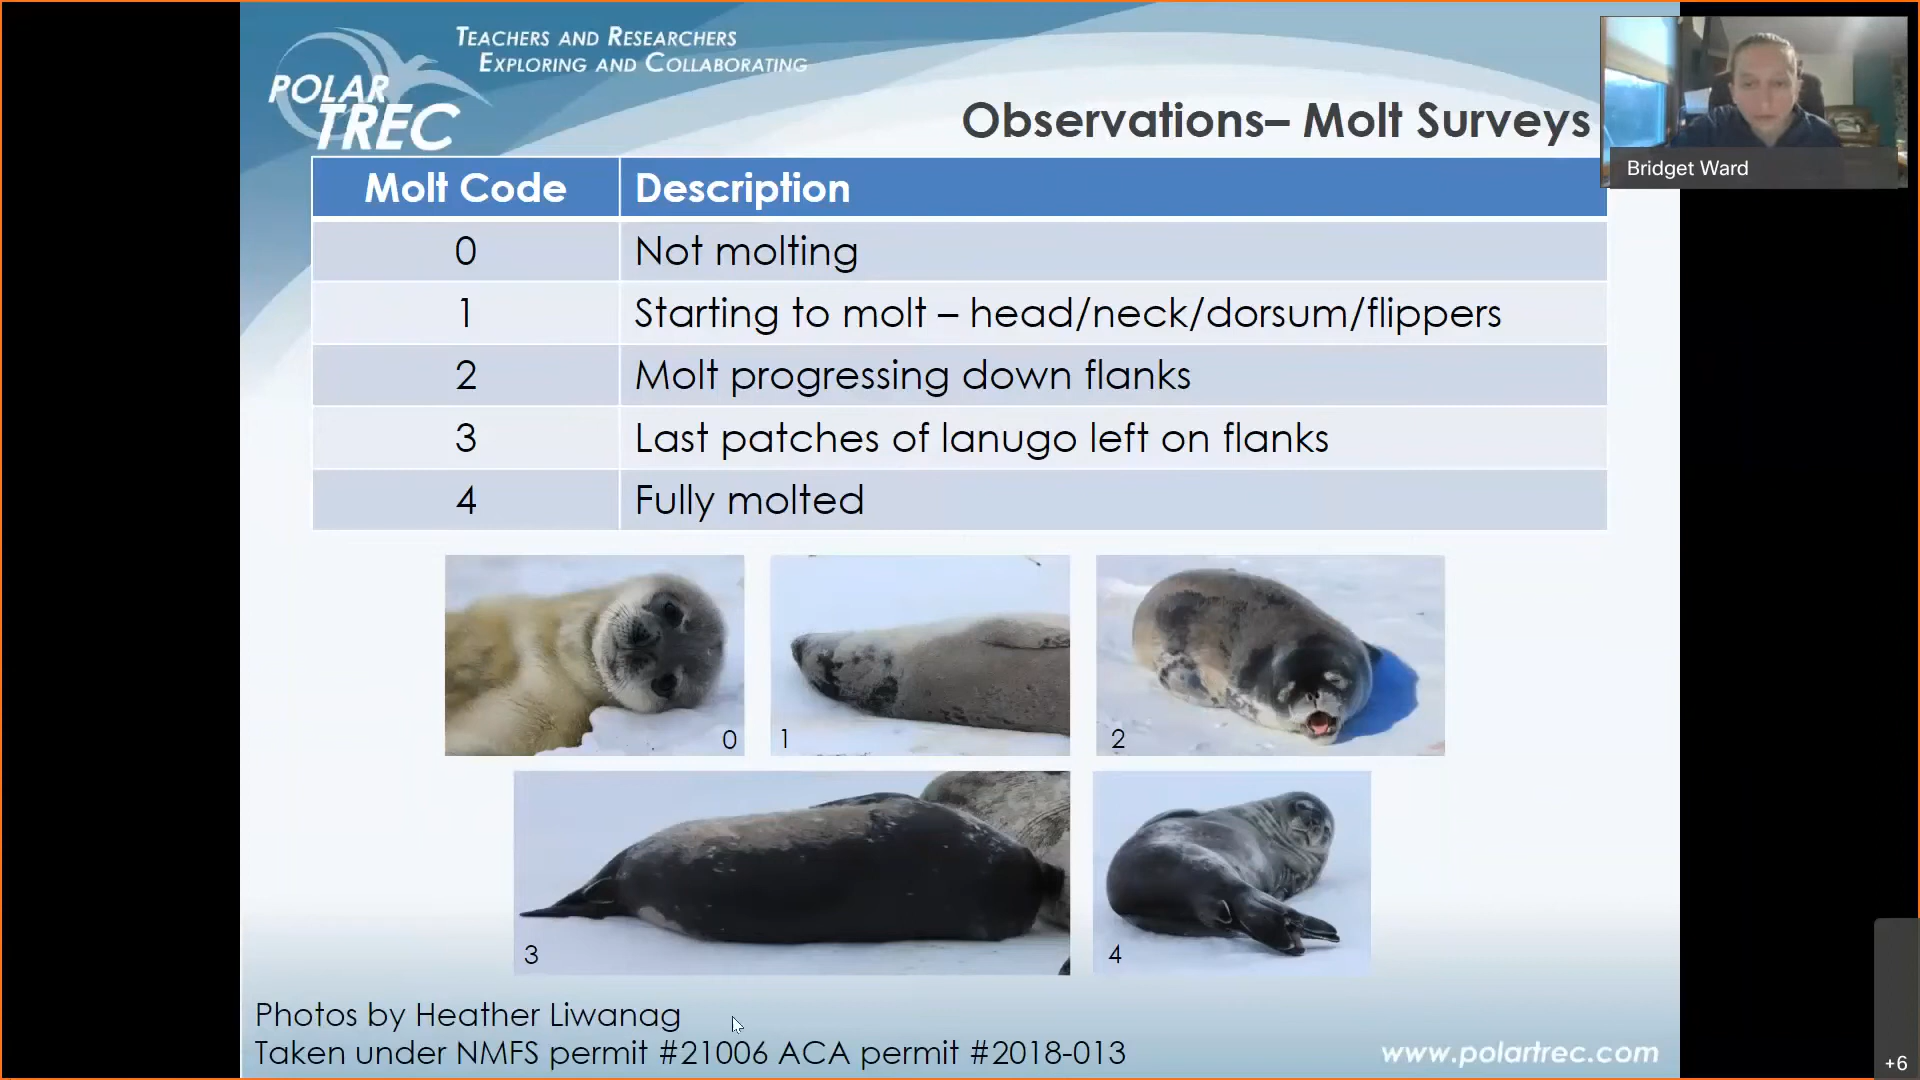 TEACHERS AND RESEARCHERS
EXPLORING AND COLLABORATING
POLAR
TREC
Observations– Molt Surveys
Bridget Ward
Molt Code Description
0 Not molting
1 Starting to molt – head/neck/dorsum/flippers
2 Molt progressing down flanks
3 Last patches of lanugo left on flanks
4 Fully molted
0
1
2
3
4
Photos by Heather Liwanag
Taken under NMFS permit #21006 ACA permit #2018-013
www.polartrec.com
+6